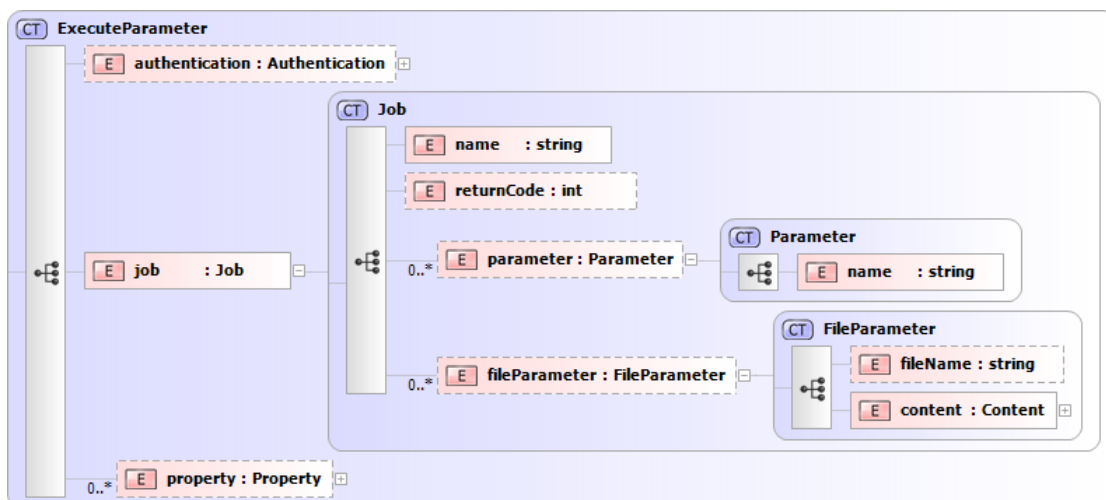 CT ExecuteParameter
E authentication : Authentication
CT Job
E name : string
E returnCode : int
CT Parameter
0..* E parameter : Parameter
E name : string
E job : Job
CT FileParameter
E fileName : string
0..* E fileParameter : FileParameter
E content : Content
0..* E property : Property